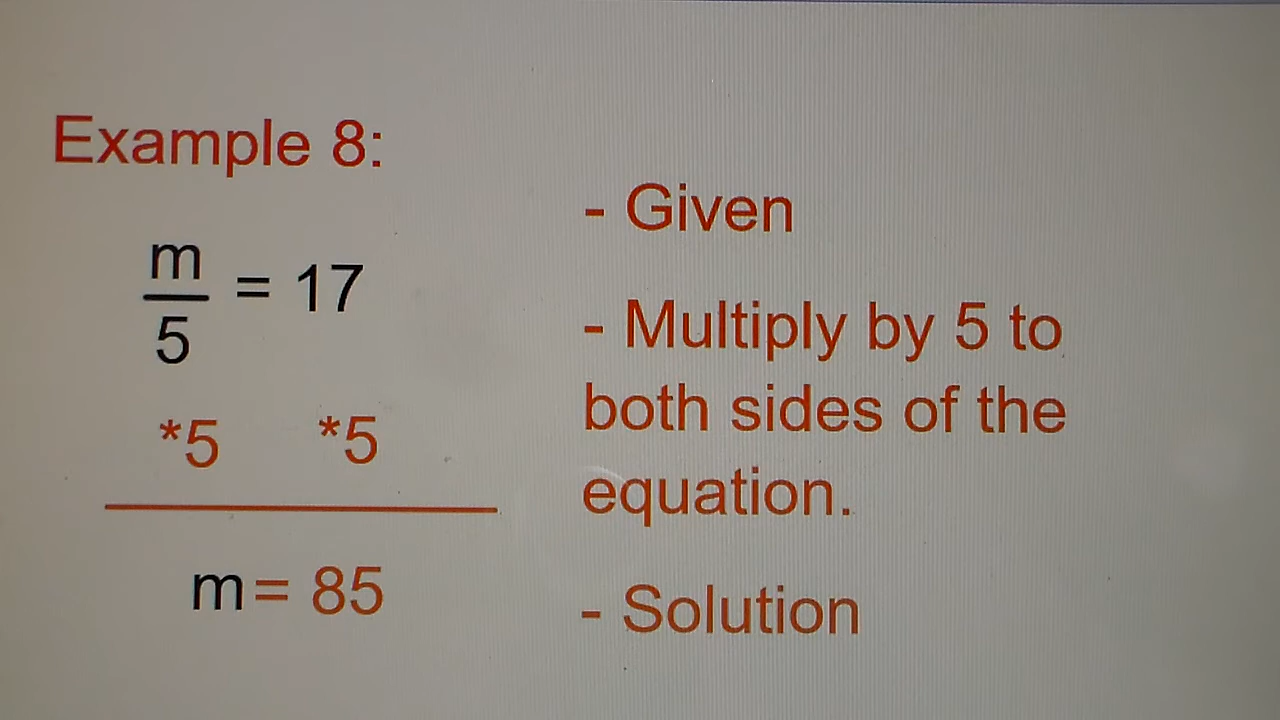 Example 8:
m
5
= 17
*5 *5
m = 85
- Given
- Multiply by 5 to
both sides of the
equation.
- Solution